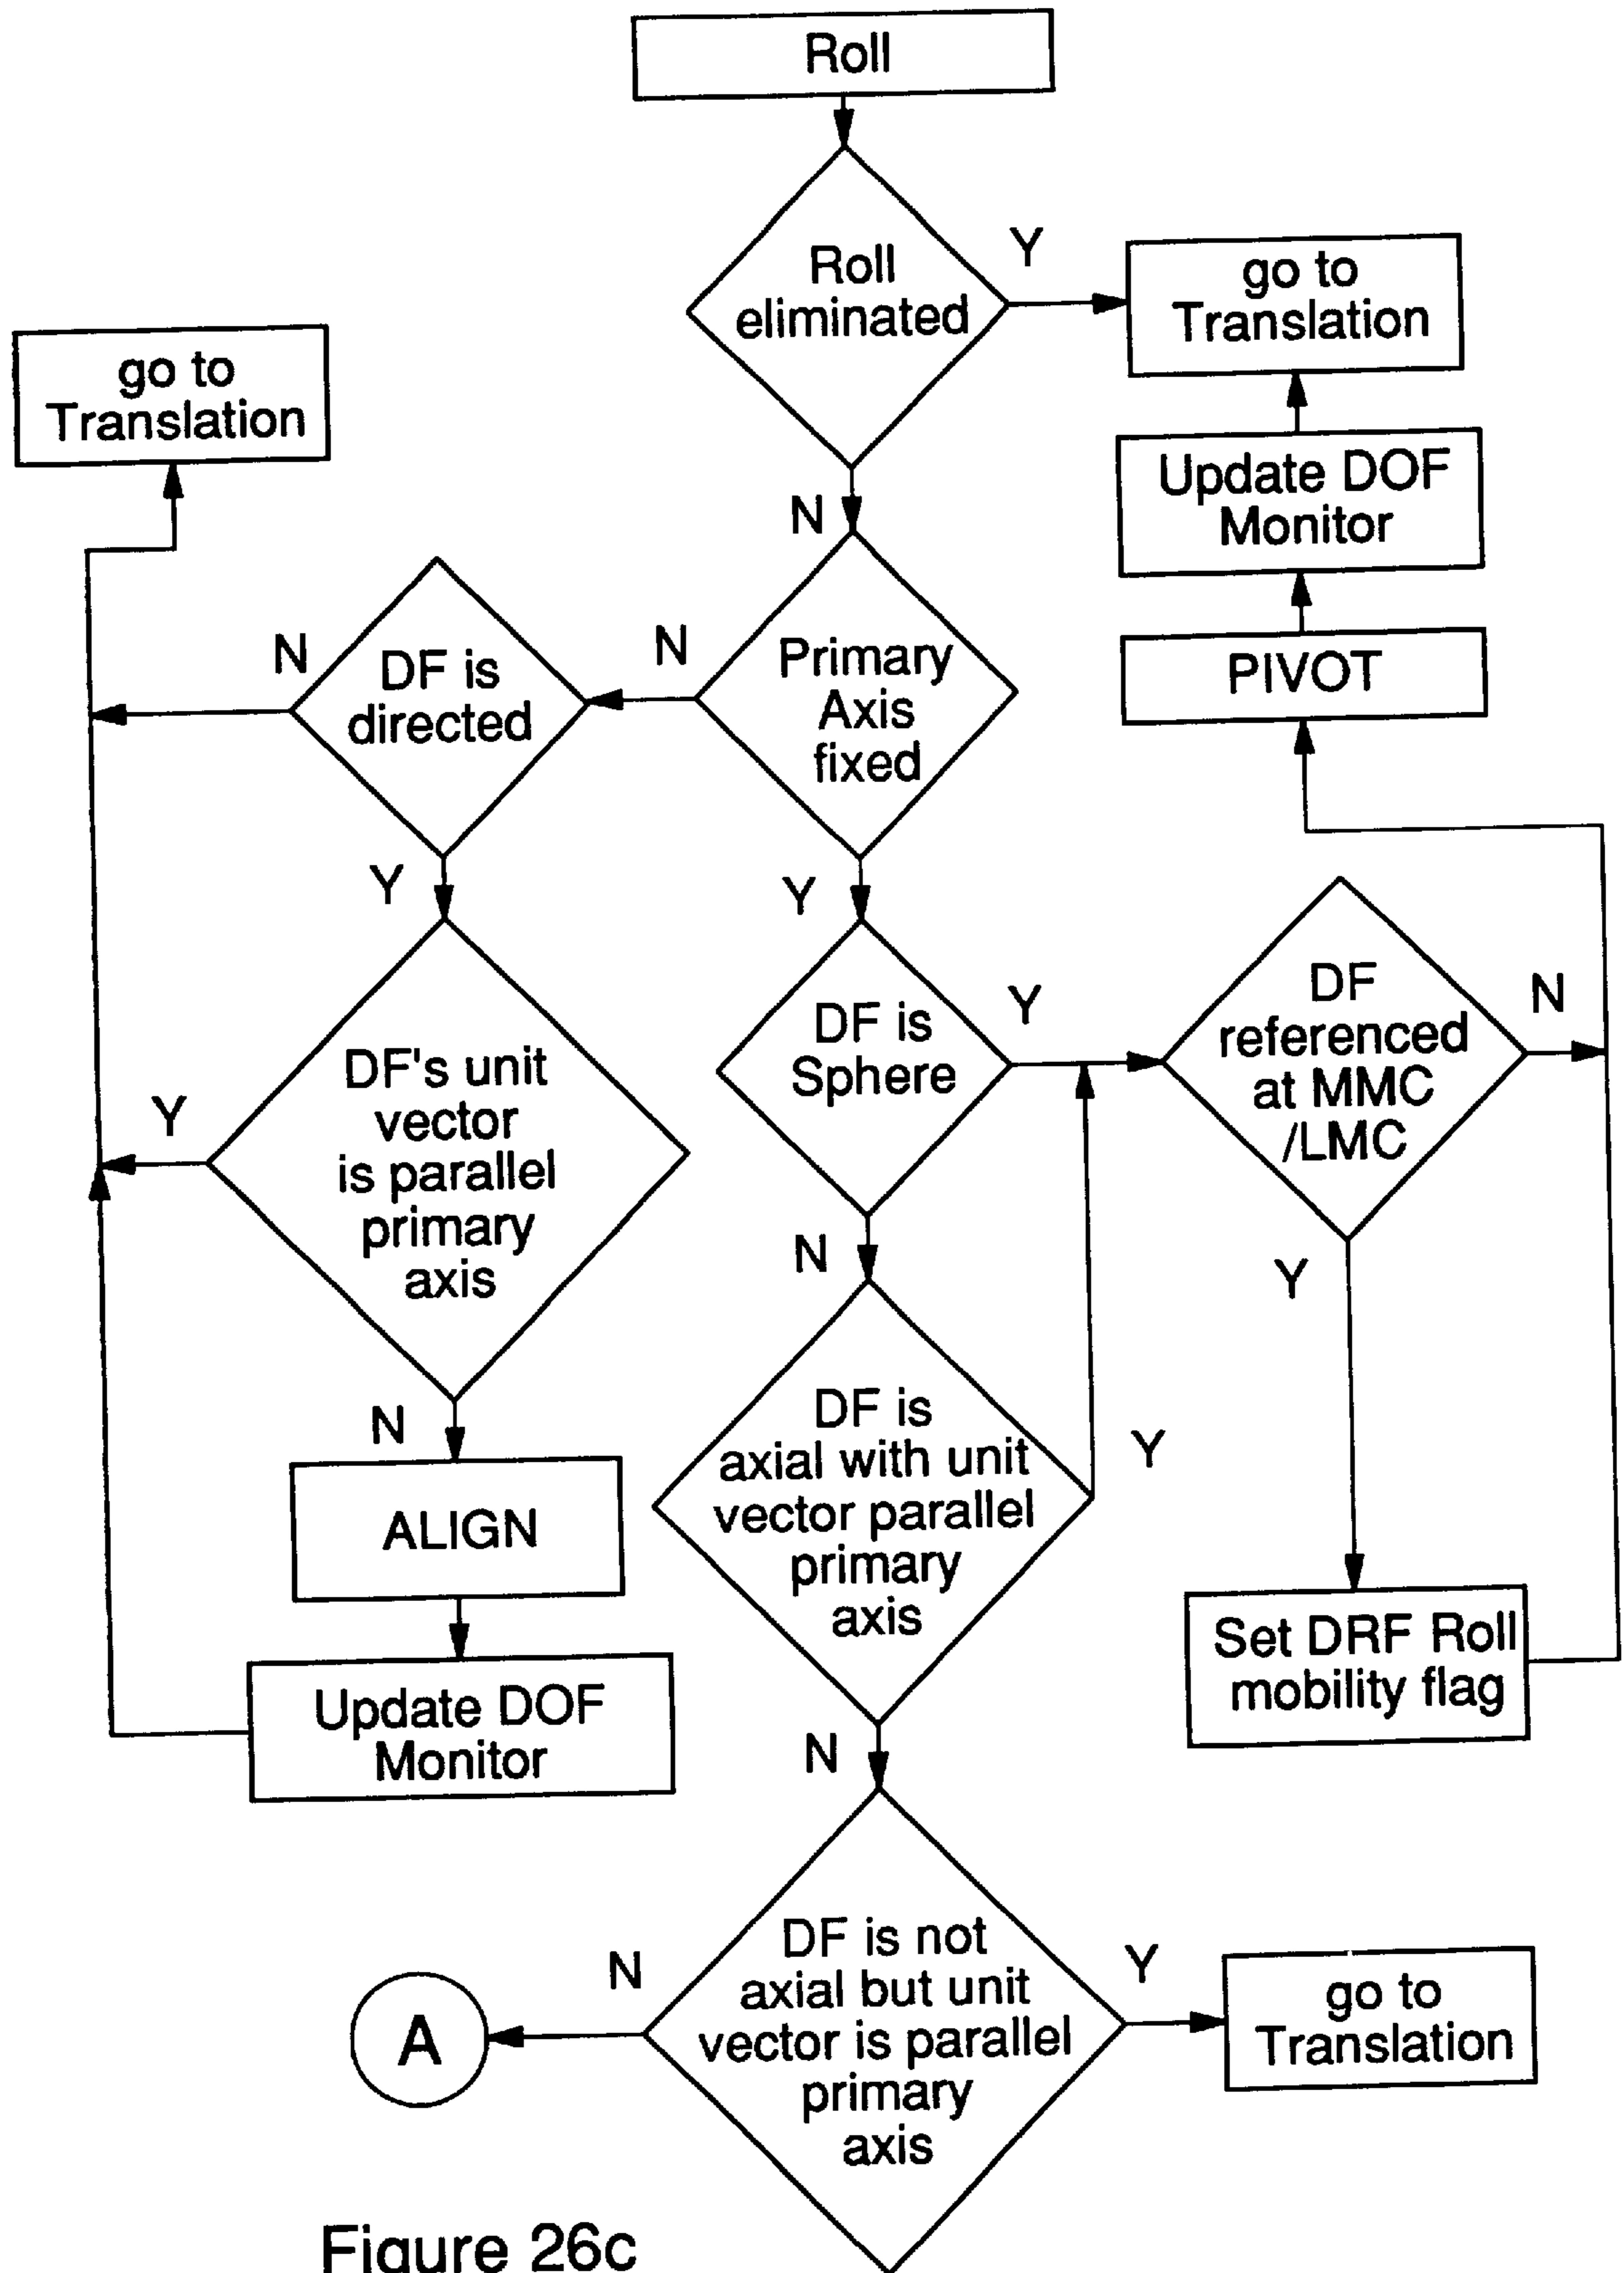 Roll
Roll
eliminated
Y
go to
Translation
go to
Translation
Update DOF
Monitor
N
N
DF is
directed
N
Primary
Axis
fixed
PIVOT
Y
Y
DF's unit
vector
is parallel
primary
axis
Y
DF is
Sphere
Y
DF
referenced
at MMC
/LMC
N
Y
N
N
ALIGN
DF is
axial with unit
vector parallel
primary
axis
Y
Set DRF Roll
mobility flag
Update DOF
Monitor
N
DF is not
axial but unit
vector is parallel
primary
axis
N
A
Y
go to
Translation
Figure 26c